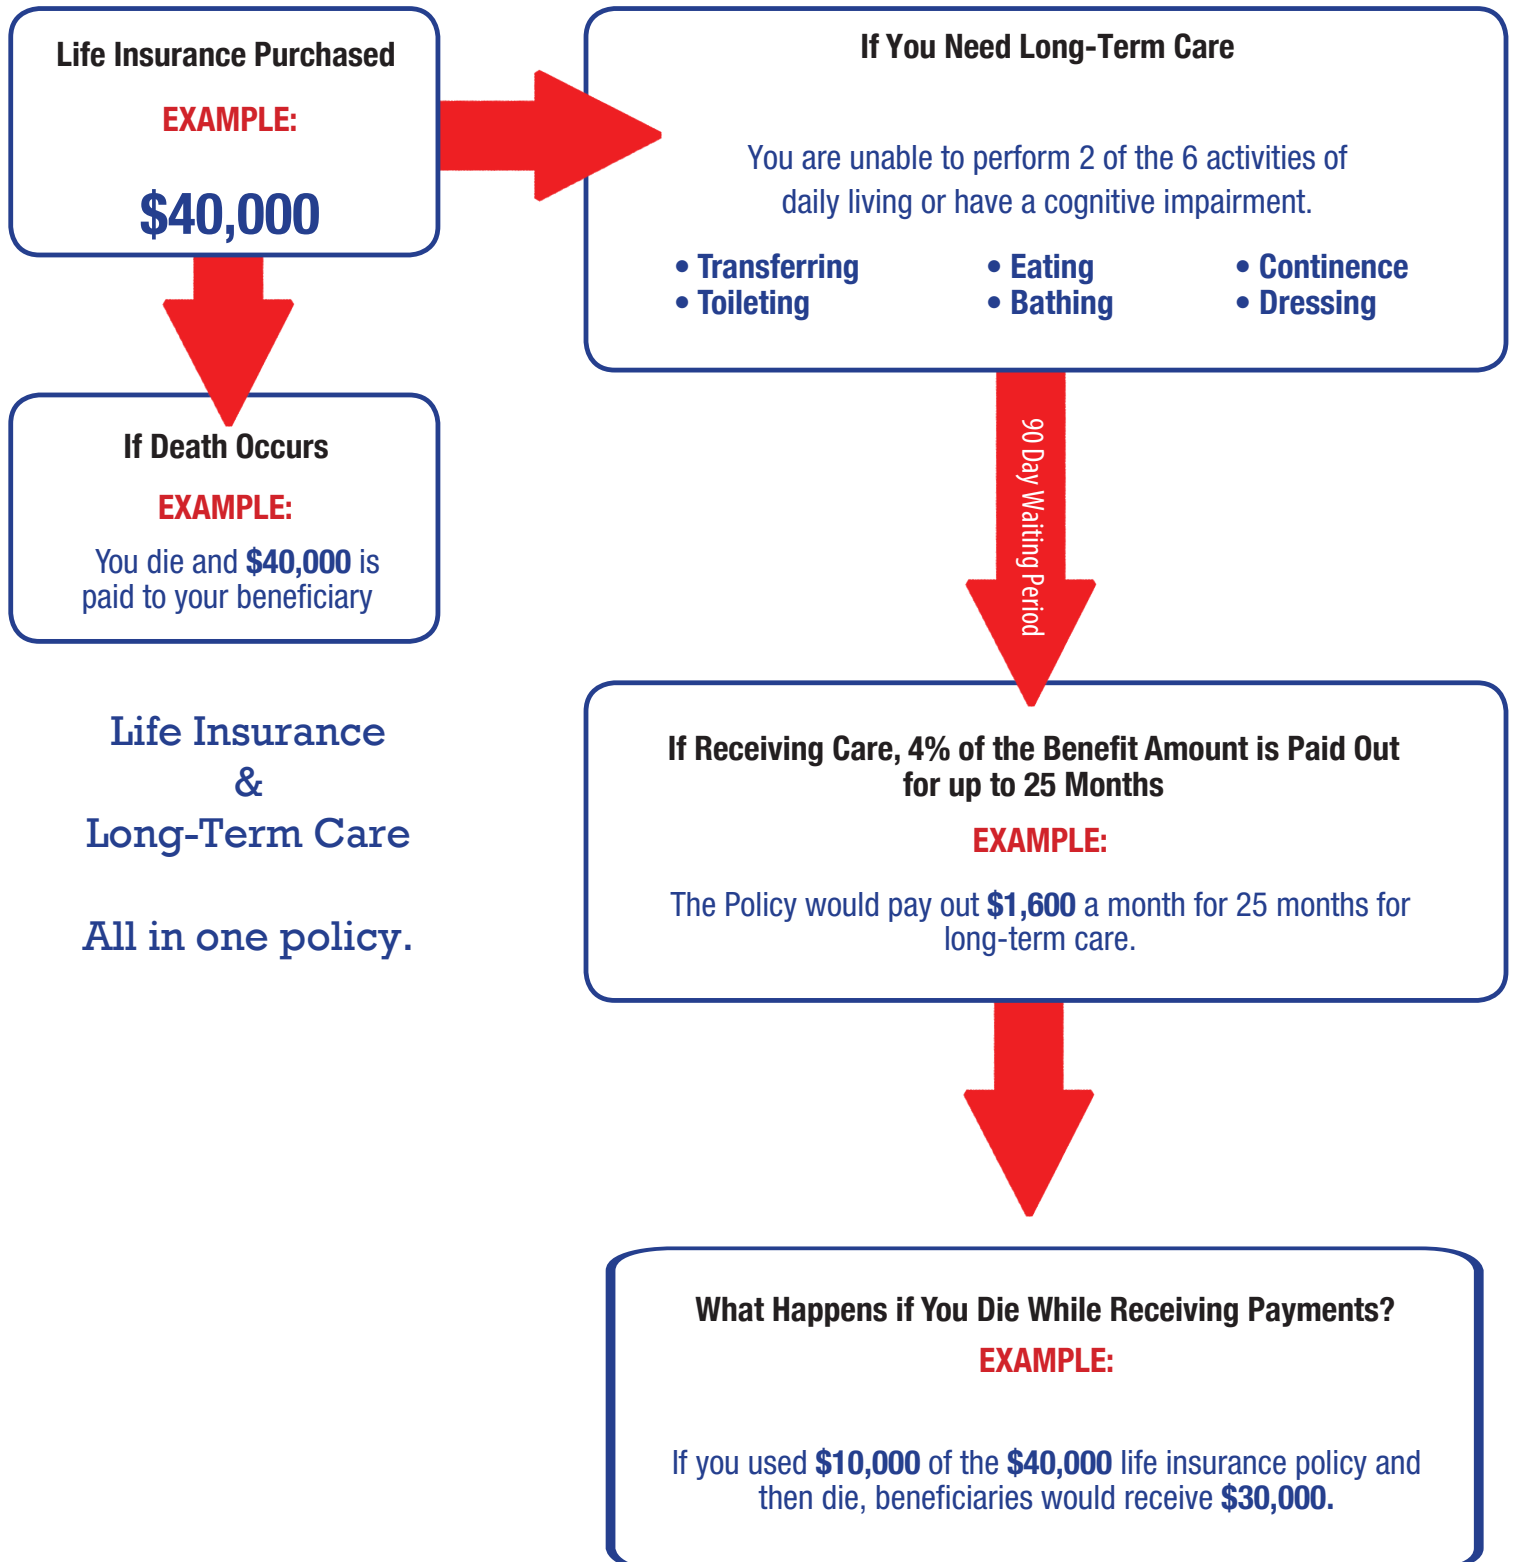 Life Insurance Purchased
EXAMPLE:
$40,000
If Death Occurs
EXAMPLE:
You die and $40,000 is
paid to your beneficiary
Life Insurance
&
Long-Term Care
All in one policy.
If You Need Long-Term Care
You are unable to perform 2 of the 6 activities of
daily living or have a cognitive impairment.
• Transferring • Eating • Continence
• Toileting • Bathing • Dressing
90 Day Waiting Period
If Receiving Care, 4% of the Benefit Amount is Paid Out
for up to 25 Months
EXAMPLE:
The Policy would pay out $1,600 a month for 25 months for
long-term care.
What Happens if You Die While Receiving Payments?
EXAMPLE:
If you used $10,000 of the $40,000 life insurance policy and
then die, beneficiaries would receive $30,000.